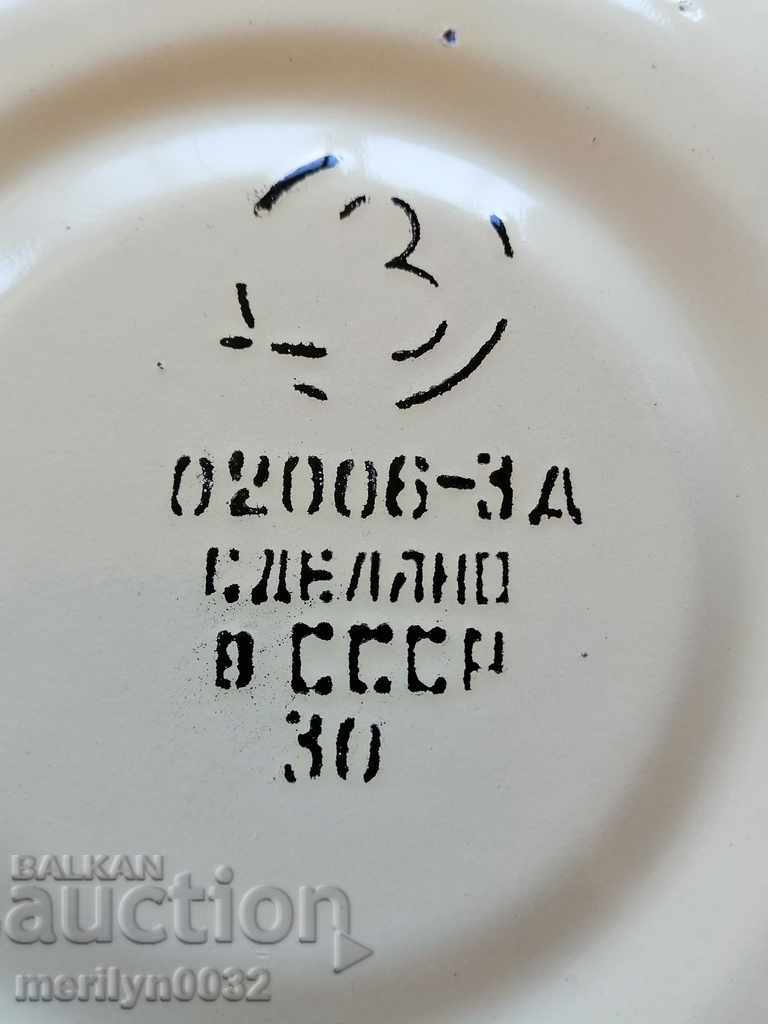 02006-3Д
СДЕЛАНО
В СССР
30
BALKAN
auction
merilyn0032